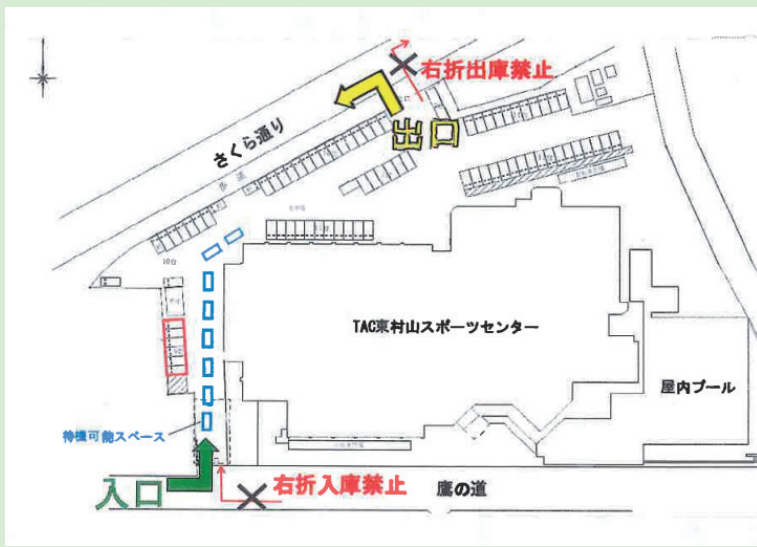 右折出庫禁止
出口
さくら通り
歩道
TAC東村山スポーツセンター
屋内プール
待機可能スペース
入口
右折入庫禁止
鷹の道